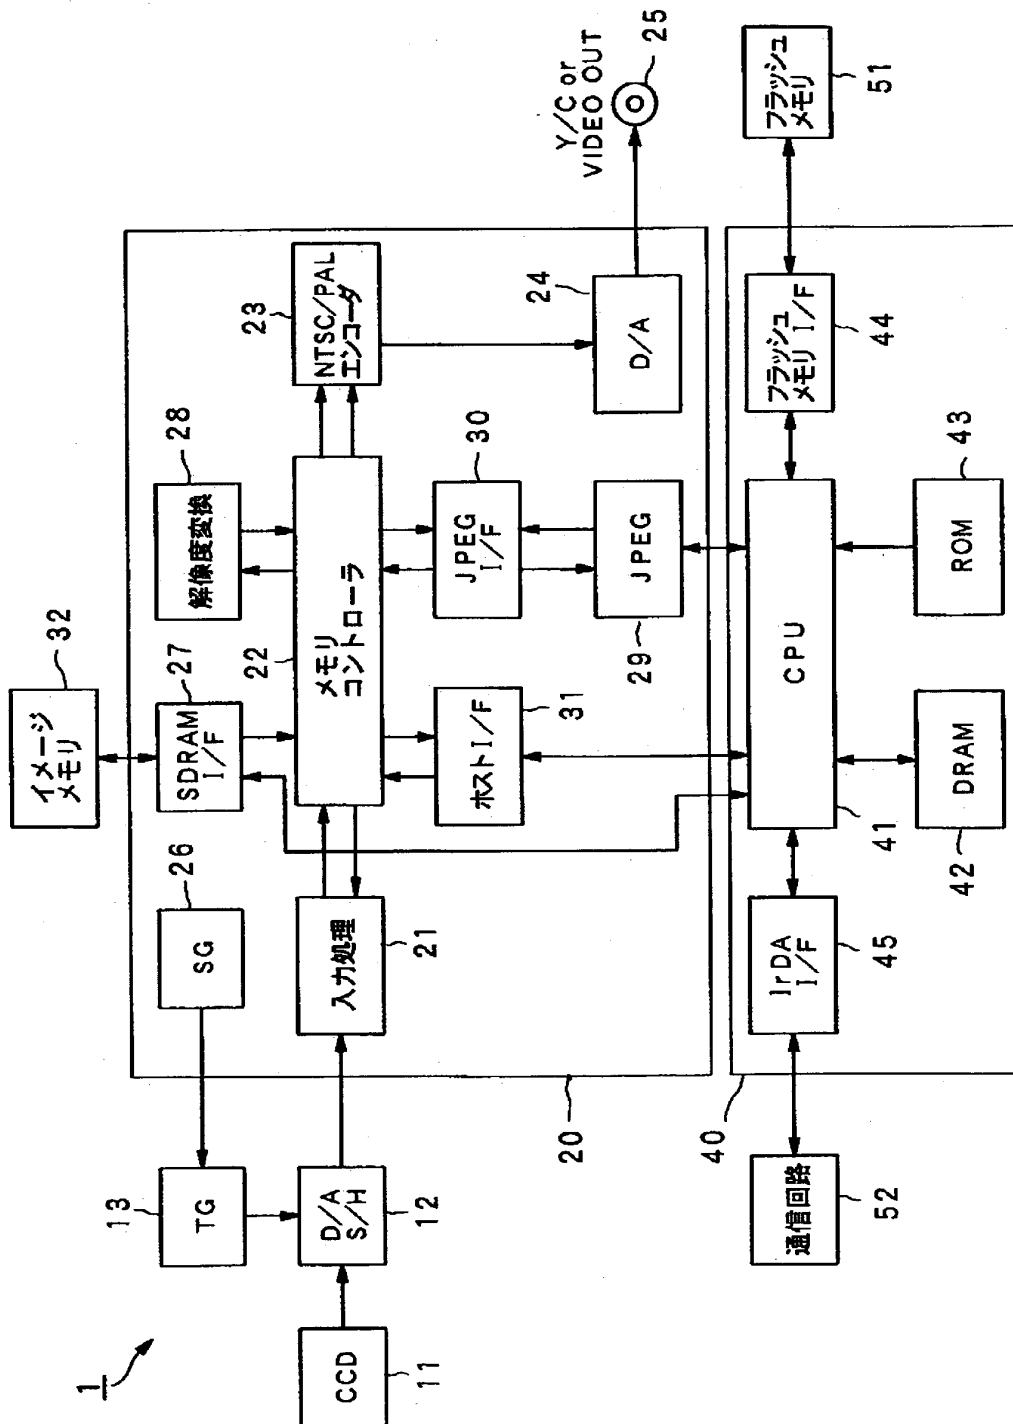 1
CCD
11
D/A
S/H
12
TG
13
SG
26
入力処理
21
20
イメージ
メモリ
32
SDRAM
I/F
27
解像度変換
28
メモリ
コントローラ
22
NTSC/PAL
エンコーダ
23
ホストI/F
31
JPEG
I/F
30
JPEG
29
D/A
24
Y/C or
VIDEO OUT
25
40
通信回路
52
IrDA
I/F
45
CPU
41
DRAM
42
ROM
43
フラッシュ
メモリ I/F
44
フラッシュ
メモリ
51